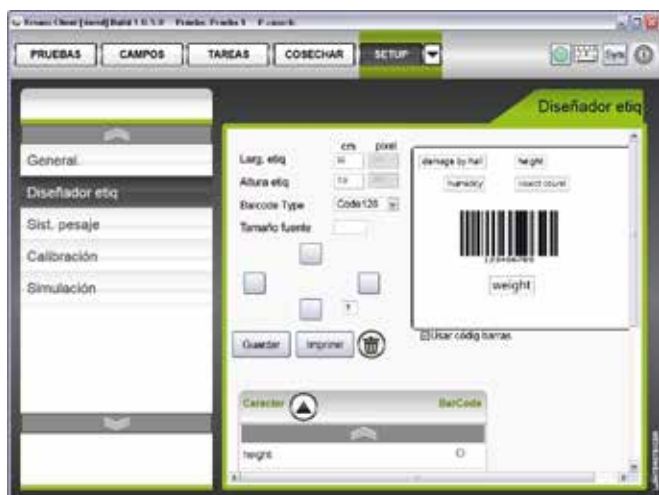 PRUEBAS CAMPOS TAREAS COSECHAR SETUP
Diseñador etiq
General
Diseñador etiq
Sist. pesaje
Calibración
Simulación
cm pixel
Larg. etiq
Altura etiq
Barcode Type Code128
Tamaño fuente
damage by hail height
humidity insect count
weight
Guardar Imprimir
Usar códig barras
Caracter BarCode
height